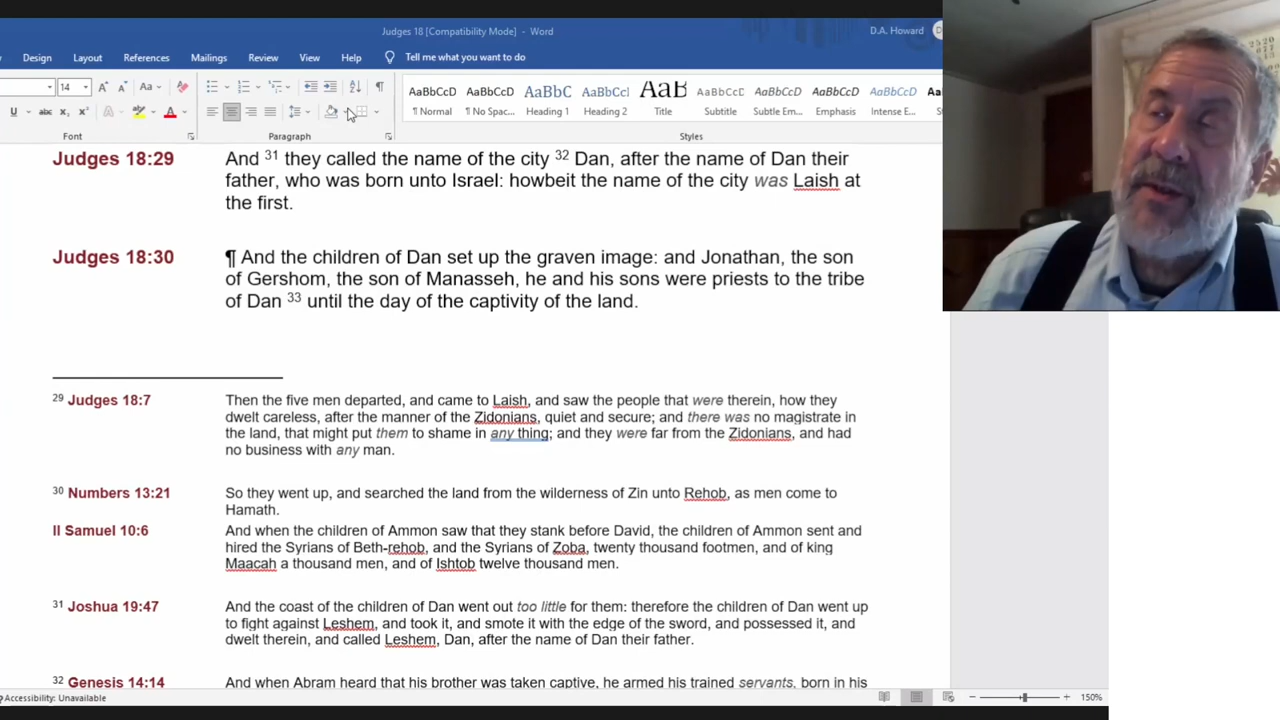 Judges 18 [Compatibility Mode] - Word
D.A. Howard
Design Layout References Mailings Review View Help Tell me what you want to do
14 A A Aa
U abc x₂ x² A A
AaBbCcD AaBbCcD AaBbC AaBbCc AaB AaBbCcD AaBbCcD AaBbCcD AaBbCcD
¶ Normal ¶ No Spac... Heading 1 Heading 2 Title Subtitle Subtle Em... Emphasis Intense E...
Font Paragraph Styles
Judges 18:29 And 31 they called the name of the city 32 Dan, after the name of Dan their
father, who was born unto Israel: howbeit the name of the city was Laish at
the first.
Judges 18:30 ¶ And the children of Dan set up the graven image: and Jonathan, the son
of Gershom, the son of Manasseh, he and his sons were priests to the tribe
of Dan 33 until the day of the captivity of the land.
29 Judges 18:7 Then the five men departed, and came to Laish, and saw the people that were therein, how they
dwelt careless, after the manner of the Zidonians, quiet and secure; and there was no magistrate in
the land, that might put them to shame in any thing; and they were far from the Zidonians, and had
no business with any man.
30 Numbers 13:21 So they went up, and searched the land from the wilderness of Zin unto Rehob, as men come to
Hamath.
II Samuel 10:6 And when the children of Ammon saw that they stank before David, the children of Ammon sent and
hired the Syrians of Beth-rehob, and the Syrians of Zoba, twenty thousand footmen, and of king
Maacah a thousand men, and of Ishtob twelve thousand men.
31 Joshua 19:47 And the coast of the children of Dan went out too little for them: therefore the children of Dan went up
to fight against Leshem, and took it, and smote it with the edge of the sword, and possessed it, and
dwelt therein, and called Leshem, Dan, after the name of Dan their father.
32 Genesis 14:14 And when Abram heard that his brother was taken captive, he armed his trained servants, born in his
Accessibility: Unavailable
150%